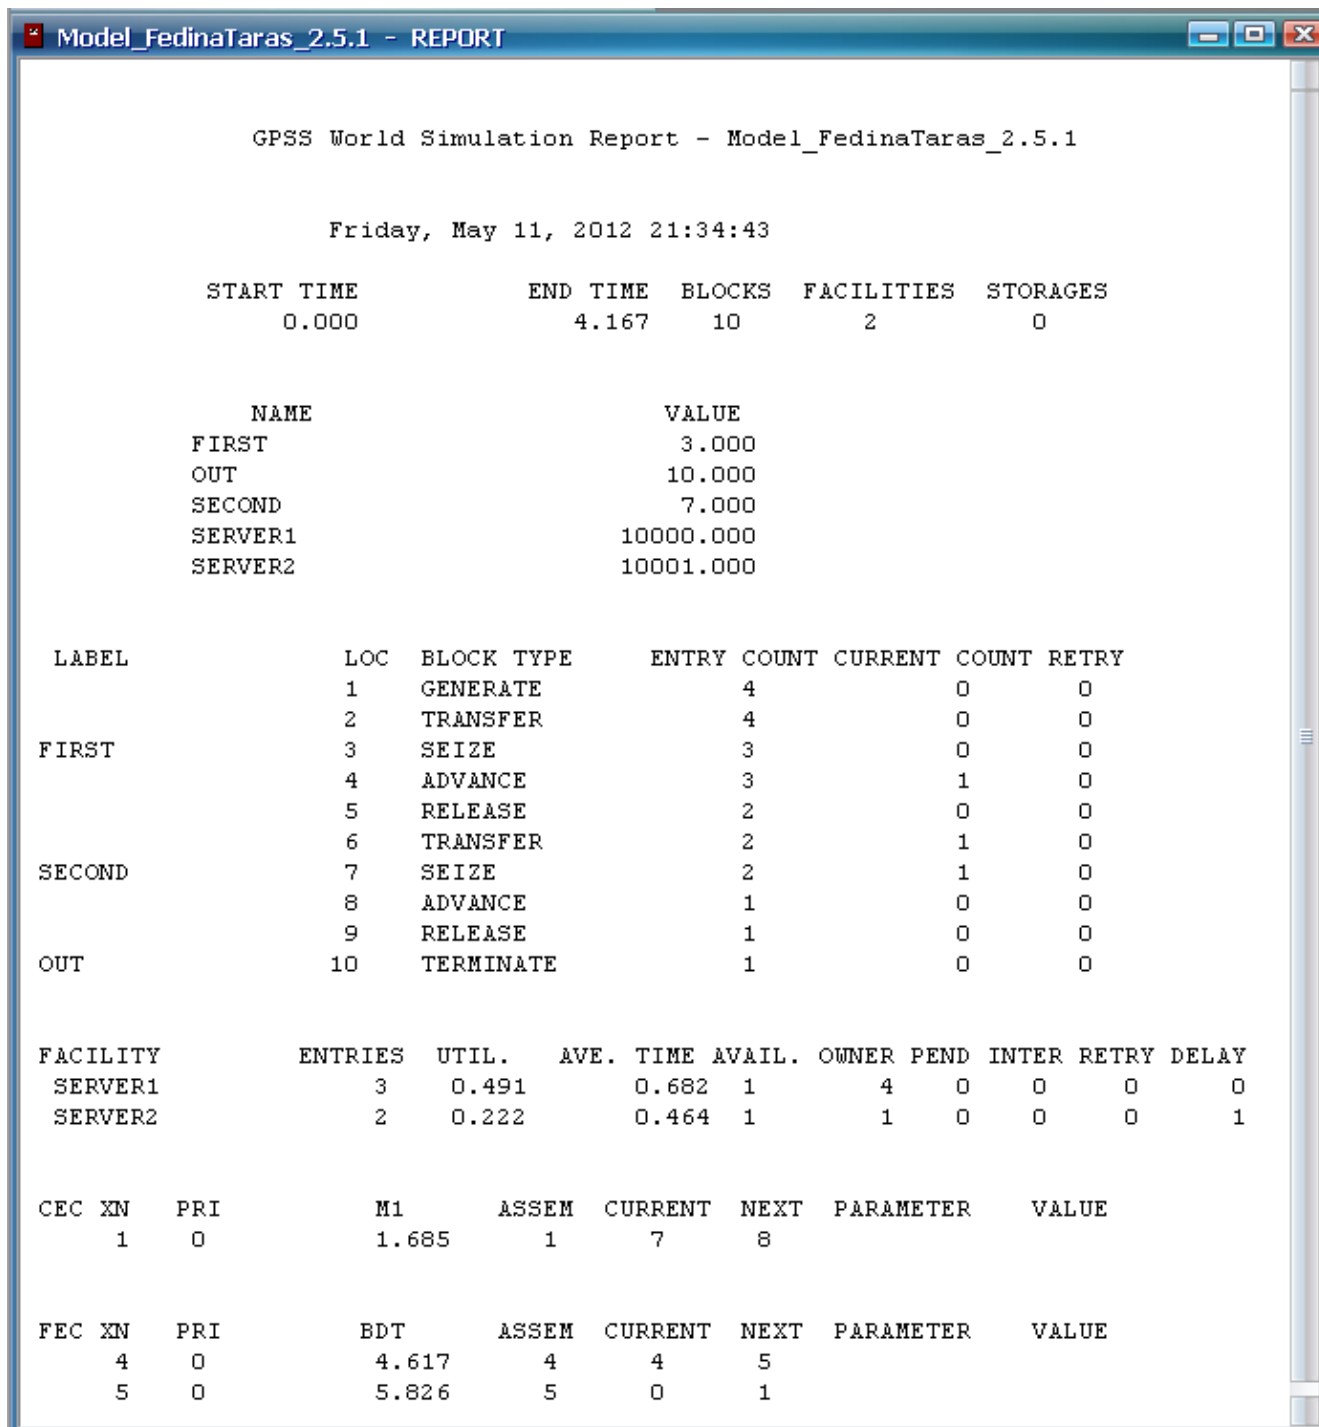 Model_FedinaTaras_2.5.1 - REPORT
GPSS World Simulation Report - Model_FedinaTaras_2.5.1
Friday, May 11, 2012 21:34:43
START TIME END TIME BLOCKS FACILITIES STORAGES
0.000 4.167 10 2 0
NAME VALUE
FIRST 3.000
OUT 10.000
SECOND 7.000
SERVER1 10000.000
SERVER2 10001.000
LABEL LOC BLOCK TYPE ENTRY COUNT CURRENT COUNT RETRY
1 GENERATE 4 0 0
2 TRANSFER 4 0 0
FIRST 3 SEIZE 3 0 0
4 ADVANCE 3 1 0
5 RELEASE 2 0 0
6 TRANSFER 2 1 0
SECOND 7 SEIZE 2 1 0
8 ADVANCE 1 0 0
9 RELEASE 1 0 0
OUT 10 TERMINATE 1 0 0
FACILITY ENTRIES UTIL. AVE. TIME AVAIL. OWNER PEND INTER RETRY DELAY
SERVER1 3 0.491 0.682 1 4 0 0 0 0
SERVER2 2 0.222 0.464 1 1 0 0 0 1
CEC XN PRI M1 ASSEM CURRENT NEXT PARAMETER VALUE
1 0 1.685 1 7 8
FEC XN PRI BDT ASSEM CURRENT NEXT PARAMETER VALUE
4 0 4.617 4 4 5
5 0 5.826 5 0 1